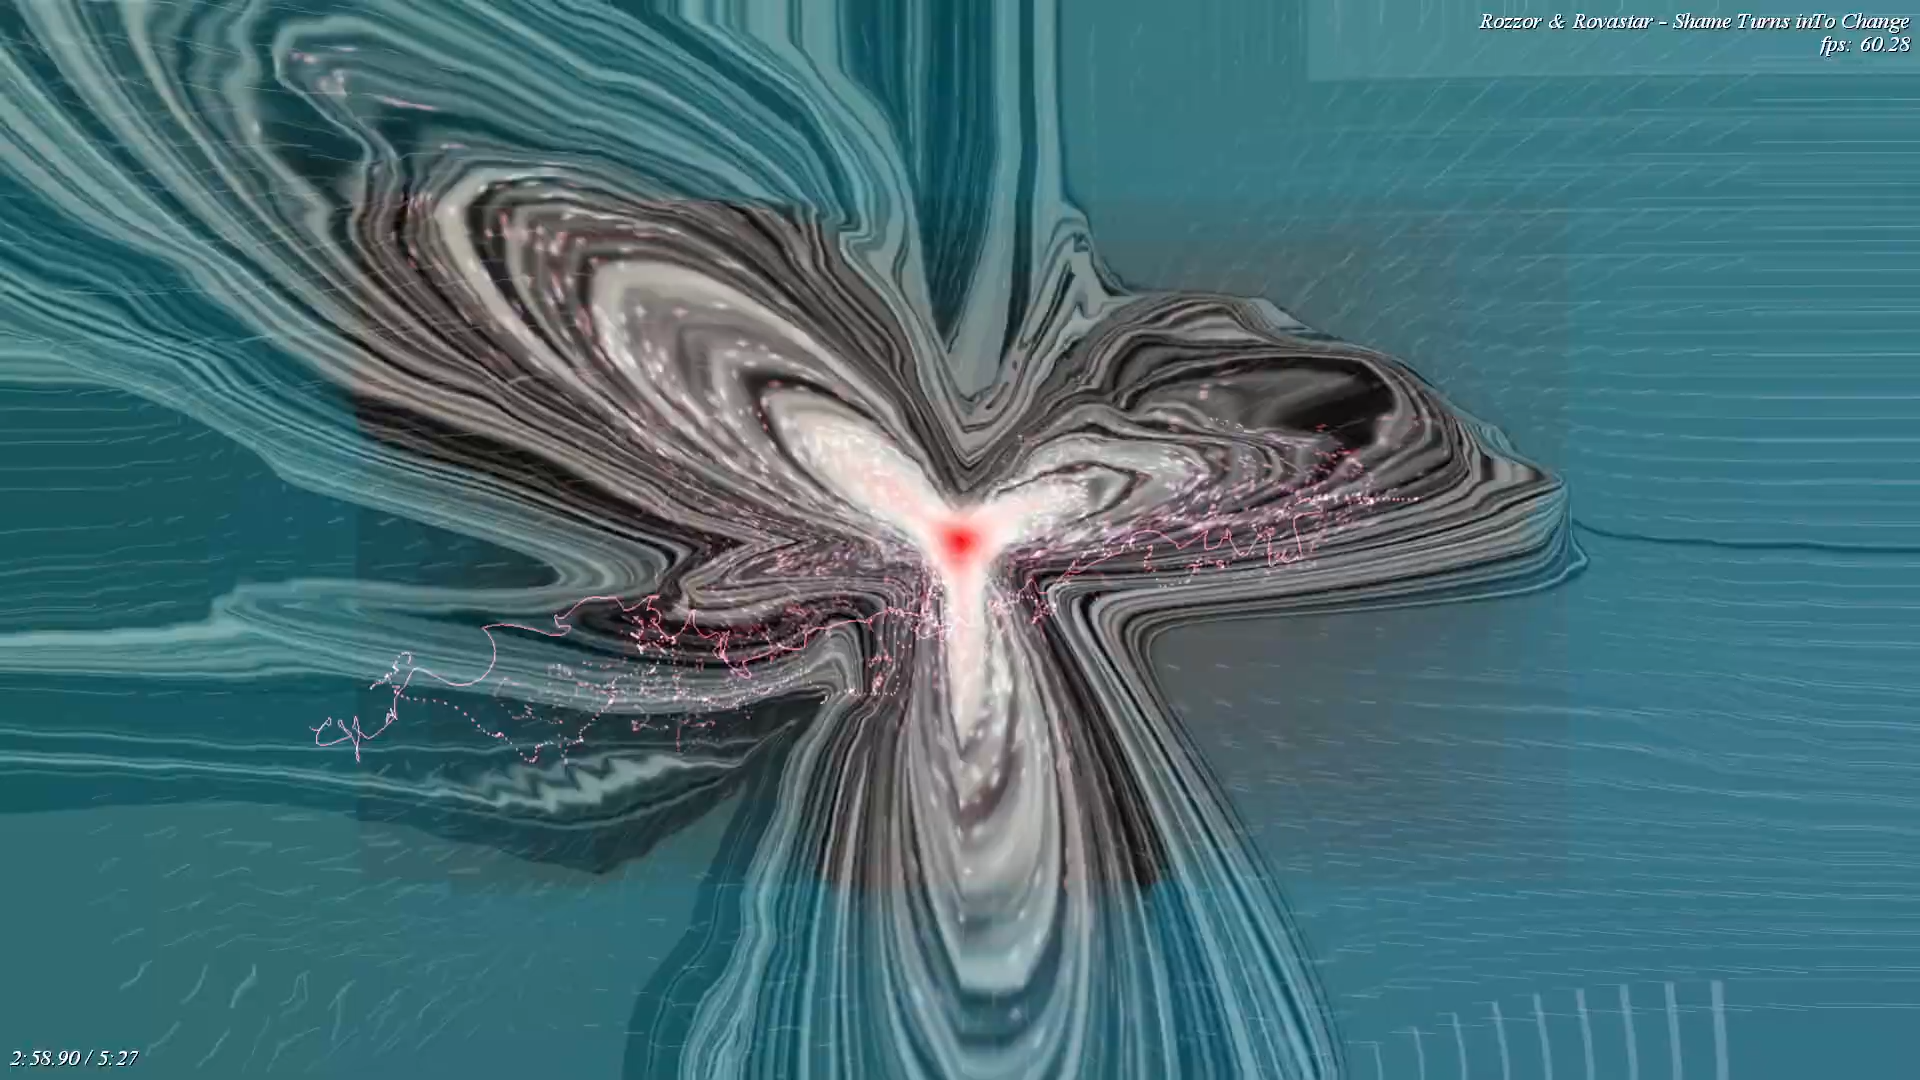 Rozzor & Rovastar - Shame Turns inTo Change
fps: 60.28
2:58.90 / 5:27